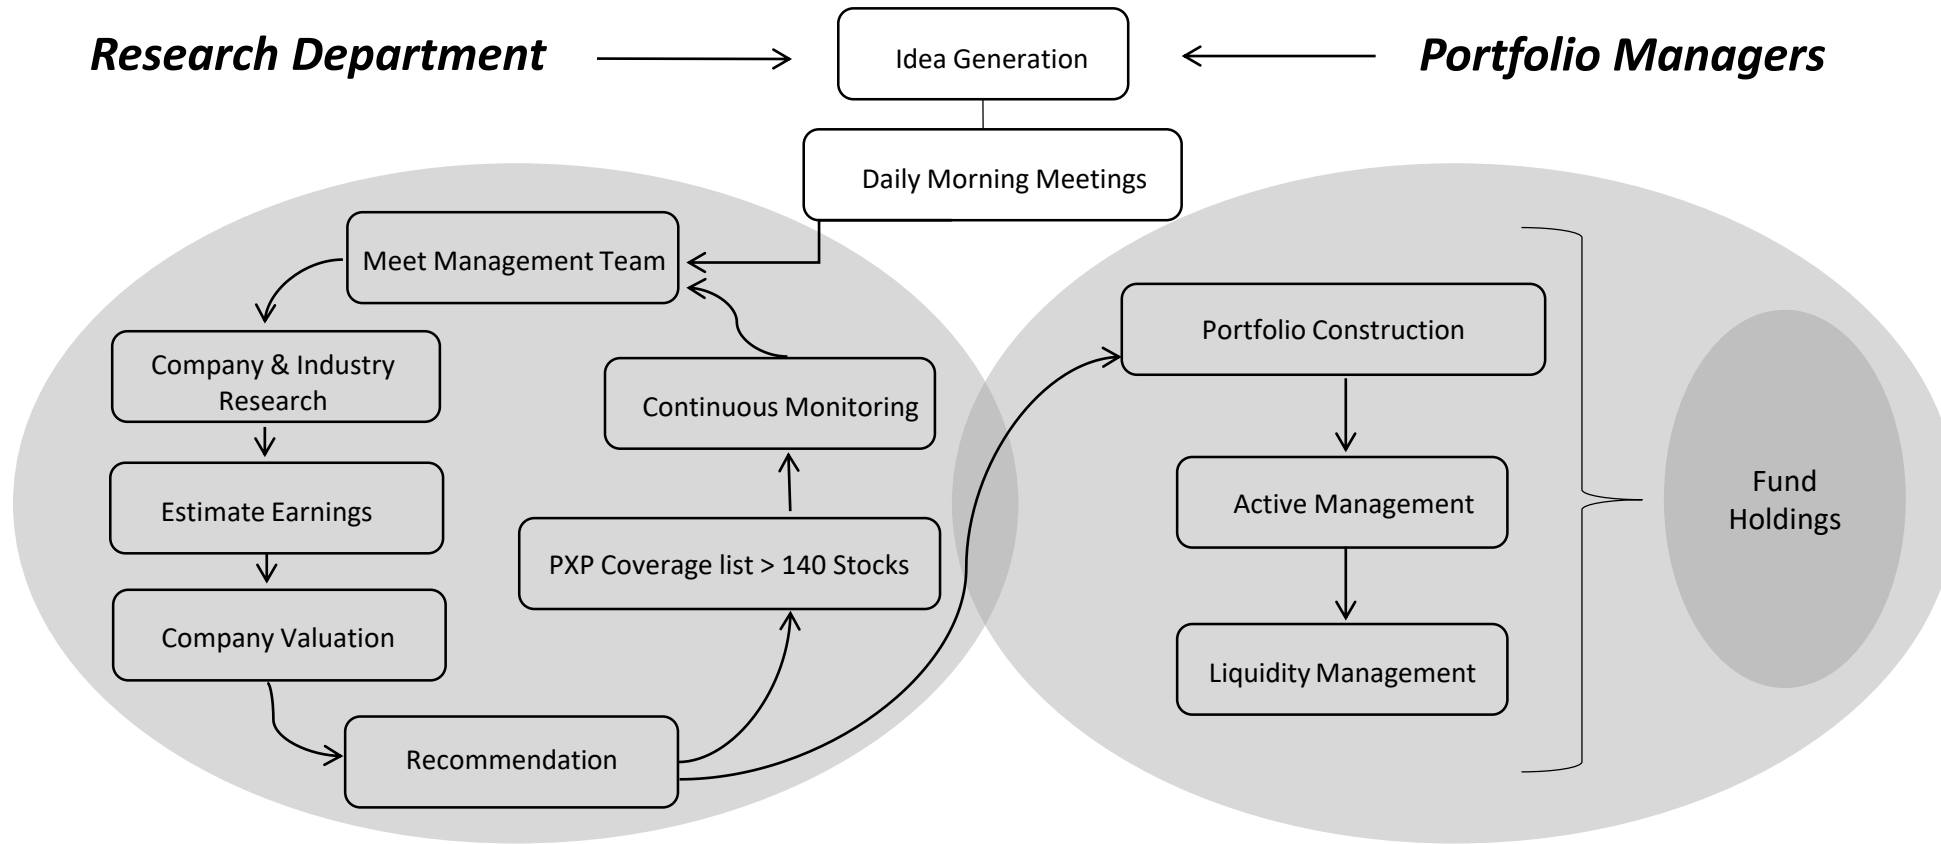 Research Department
Idea Generation
Portfolio Managers
Daily Morning Meetings
Meet Management Team
Company & Industry
Research
Estimate Earnings
Company Valuation
Recommendation
PXP Coverage list > 140 Stocks
Continuous Monitoring
Portfolio Construction
Active Management
Liquidity Management
Fund
Holdings